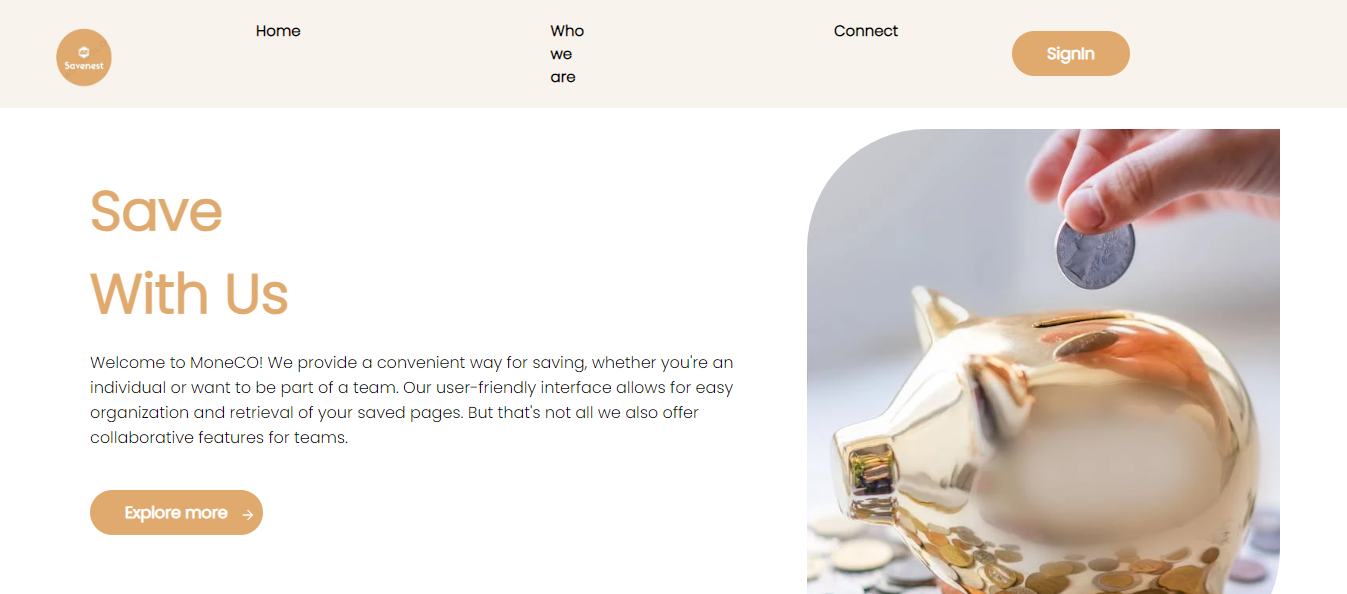 Savenest
Home
Who
we
are
Connect
SignIn
Save
With Us
Welcome to MoneCO! We provide a convenient way for saving, whether you're an
individual or want to be part of a team. Our user-friendly interface allows for easy
organization and retrieval of your saved pages. But that's not all we also offer
collaborative features for teams.
Explore more →